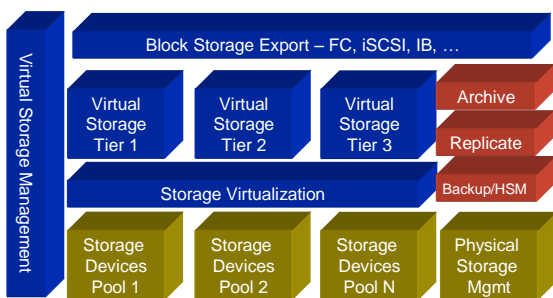 Virtual Storage Management
Block Storage Export – FC, iSCSI, IB, ...
Virtual
Storage
Tier 1
Virtual
Storage
Tier 2
Virtual
Storage
Tier 3
Archive
Replicate
Backup/HSM
Storage Virtualization
Storage
Devices
Pool 1
Storage
Devices
Pool 2
Storage
Devices
Pool N
Physical
Storage
Mgmt